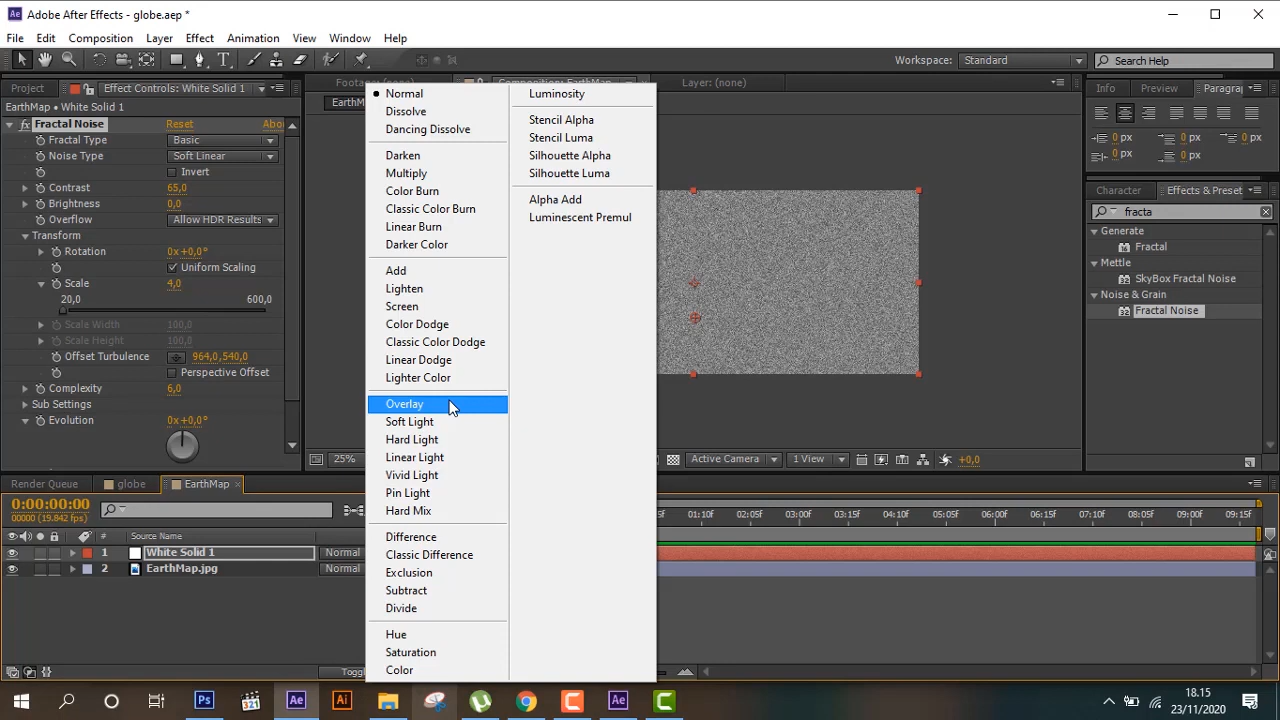 Adobe After Effects - globe.aep *
File Edit Composition Layer Effect Animation View Window Help
Workspace: Standard Search Help
Project Effect Controls: White Solid 1
EarthMap • White Solid 1
fx Fractal Noise Reset Abo
Fractal Type Basic
Noise Type Soft Linear
Invert
Contrast 65,0
Brightness 0,0
Overflow Allow HDR Results
Transform
Rotation 0x+0,0°
Uniform Scaling
Scale 4,0
20,0 600,0
Scale Width 100,0
Scale Height 100,0
Offset Turbulence 964,0,540,0
Perspective Offset
Complexity 6,0
Sub Settings
Evolution 0x+0,0°
Layer: (none)
EarthM
Normal
Dissolve
Dancing Dissolve
Darken
Multiply
Color Burn
Classic Color Burn
Linear Burn
Darker Color
Add
Lighten
Screen
Color Dodge
Classic Color Dodge
Linear Dodge
Lighter Color
Overlay
Soft Light
Hard Light
Linear Light
Vivid Light
Pin Light
Hard Mix
Difference
Classic Difference
Exclusion
Subtract
Divide
Hue
Saturation
Color
Luminosity
Stencil Alpha
Stencil Luma
Silhouette Alpha
Silhouette Luma
Alpha Add
Luminescent Premul
25% Active Camera 1 View +0,0
Info Preview Paragra
0 px 0 px 0 px
0 px 0 px
Character Effects & Preset
fracta
Generate
Fractal
Mettle
SkyBox Fractal Noise
Noise & Grain
Fractal Noise
Render Queue globe EarthMap
0:00:00:00
00000 (19.842 fps)
# Source Name
01:10f 02:05f 03:00f 03:15f 04:10f 05:05f 06:00f 06:15f 07:10f 08:05f 09:00f 09:15f
1 White Solid 1 Normal
2 EarthMap.jpg Normal
Toggl
18.15
23/11/2020